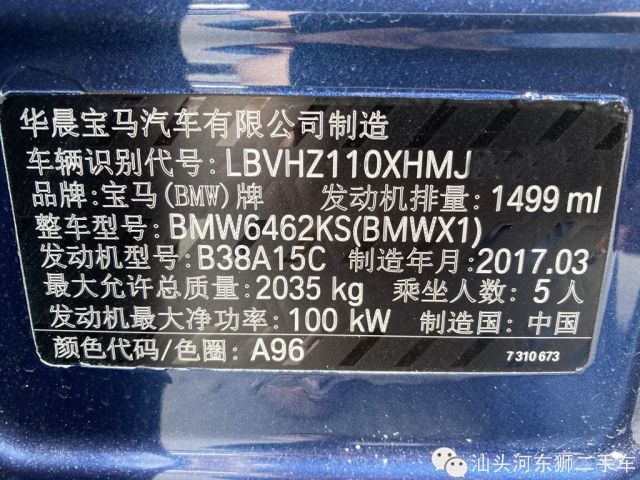 华晨宝马汽车有限公司制造
车辆识别代号: LBVHZ110XHMJ
品牌: 宝马(BMW)牌 发动机排量: 1499 ml
整车型号: BMW6462KS(BMWX1)
发动机型号: B38A15C 制造年月: 2017.03
最大允许总质量: 2035 kg 乘坐人数: 5 人
发动机最大净功率: 100 kW 制造国: 中国
颜色代码/色圈: A96 7 310 673
汕头河东狮二手车